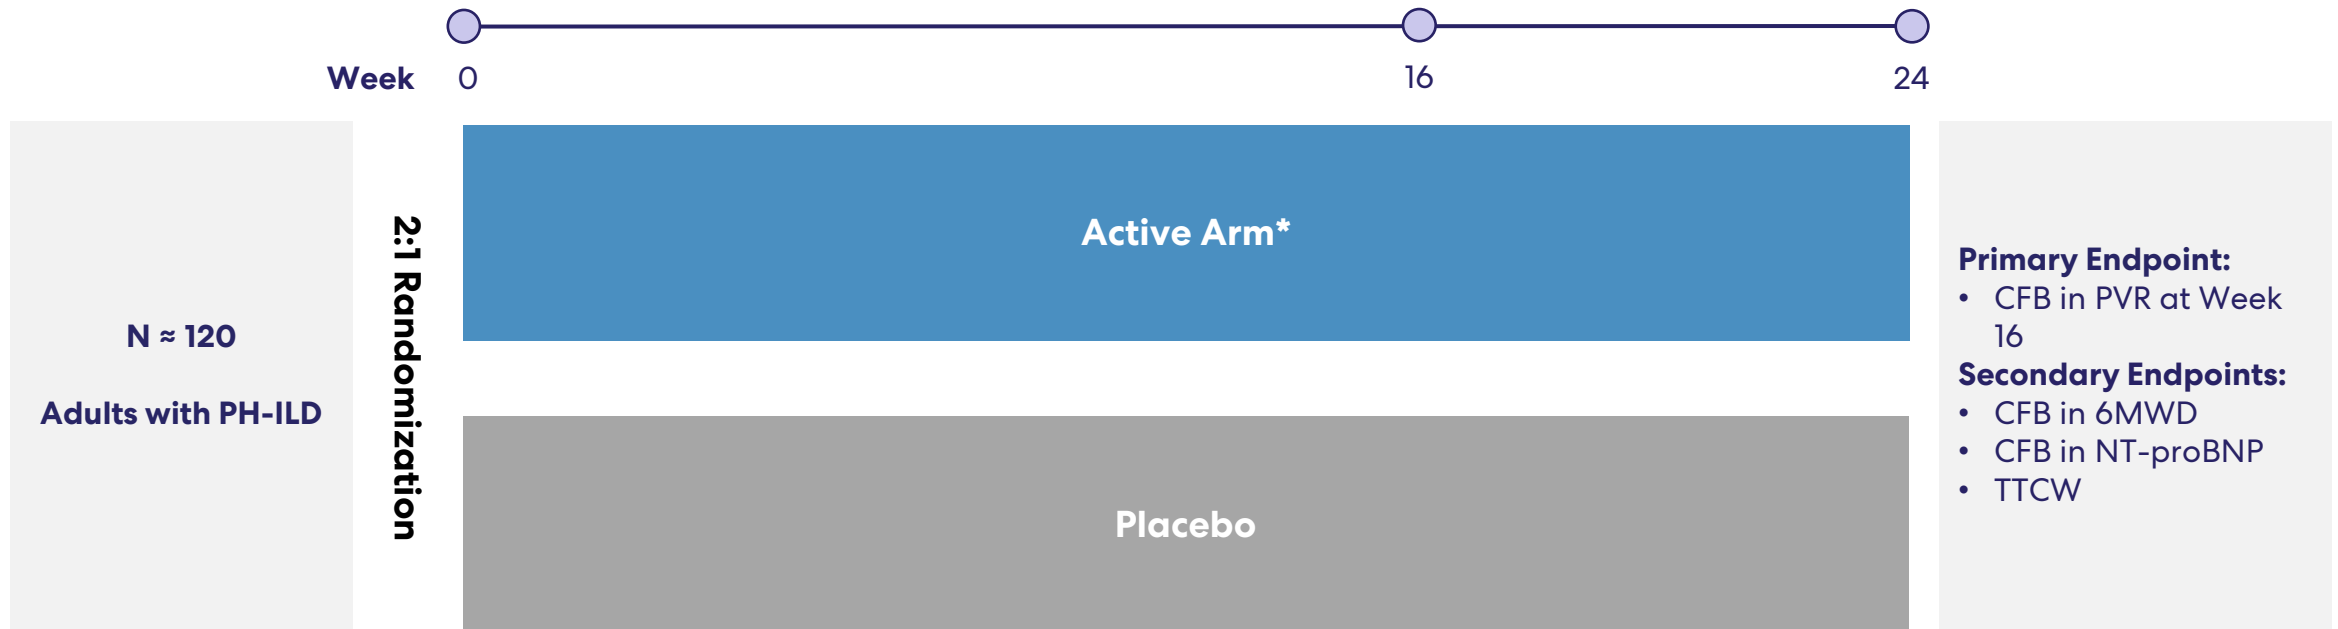 Week 0 16 24
N ≈ 120
Adults with PH-ILD
2:1 Randomization
Active Arm*
Placebo
Primary Endpoint:
• CFB in PVR at Week
16
Secondary Endpoints:
• CFB in 6MWD
• CFB in NT-proBNP
• TTCW